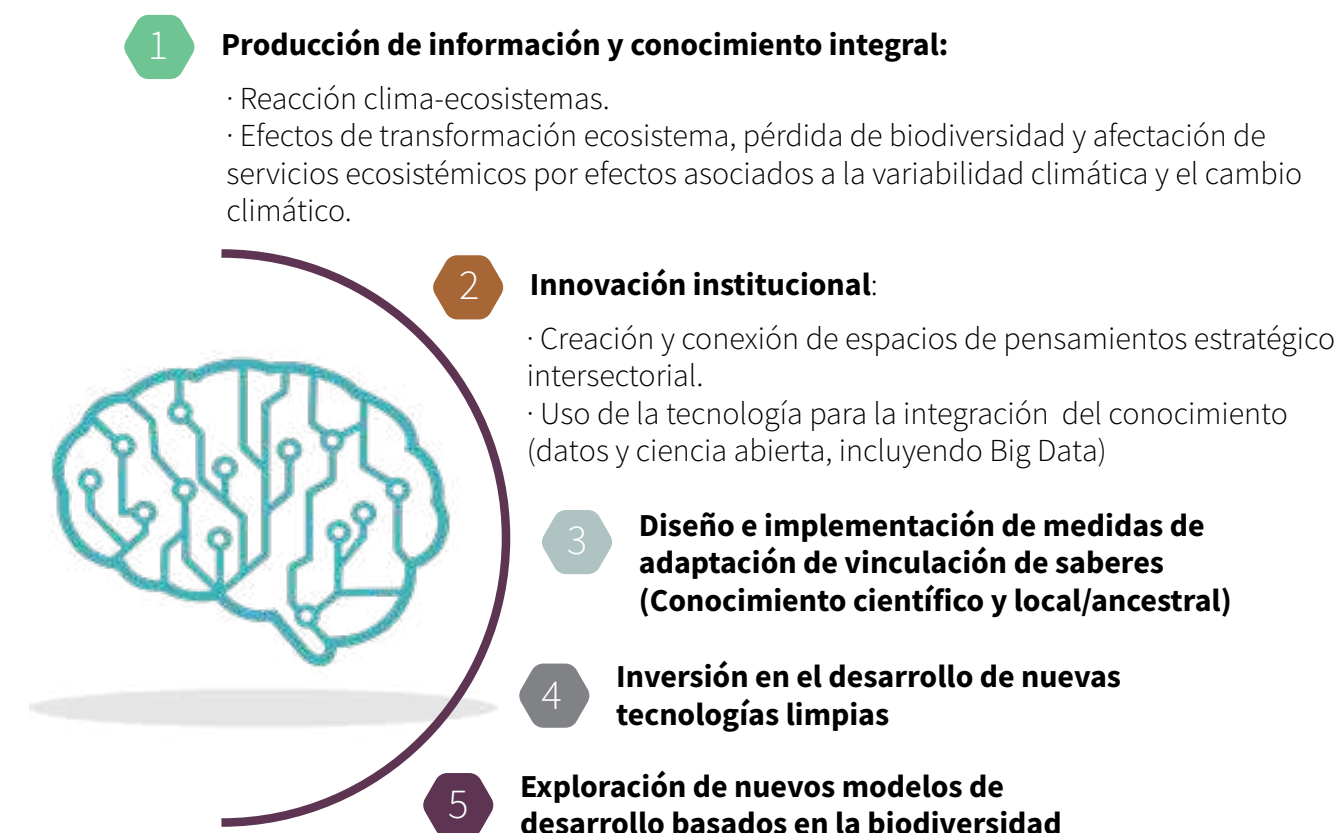 1
Producción de información y conocimiento integral:
· Reacción clima-ecosistemas.
· Efectos de transformación ecosistema, pérdida de biodiversidad y afectación de
servicios ecosistémicos por efectos asociados a la variabilidad climática y el cambio
climático.
2
Innovación institucional:
· Creación y conexión de espacios de pensamientos estratégico
intersectorial.
· Uso de la tecnología para la integración del conocimiento
(datos y ciencia abierta, incluyendo Big Data)
3
Diseño e implementación de medidas de
adaptación de vinculación de saberes
(Conocimiento científico y local/ancestral)
4
Inversión en el desarrollo de nuevas
tecnologías limpias
5
Exploración de nuevos modelos de
desarrollo basados en la biodiversidad